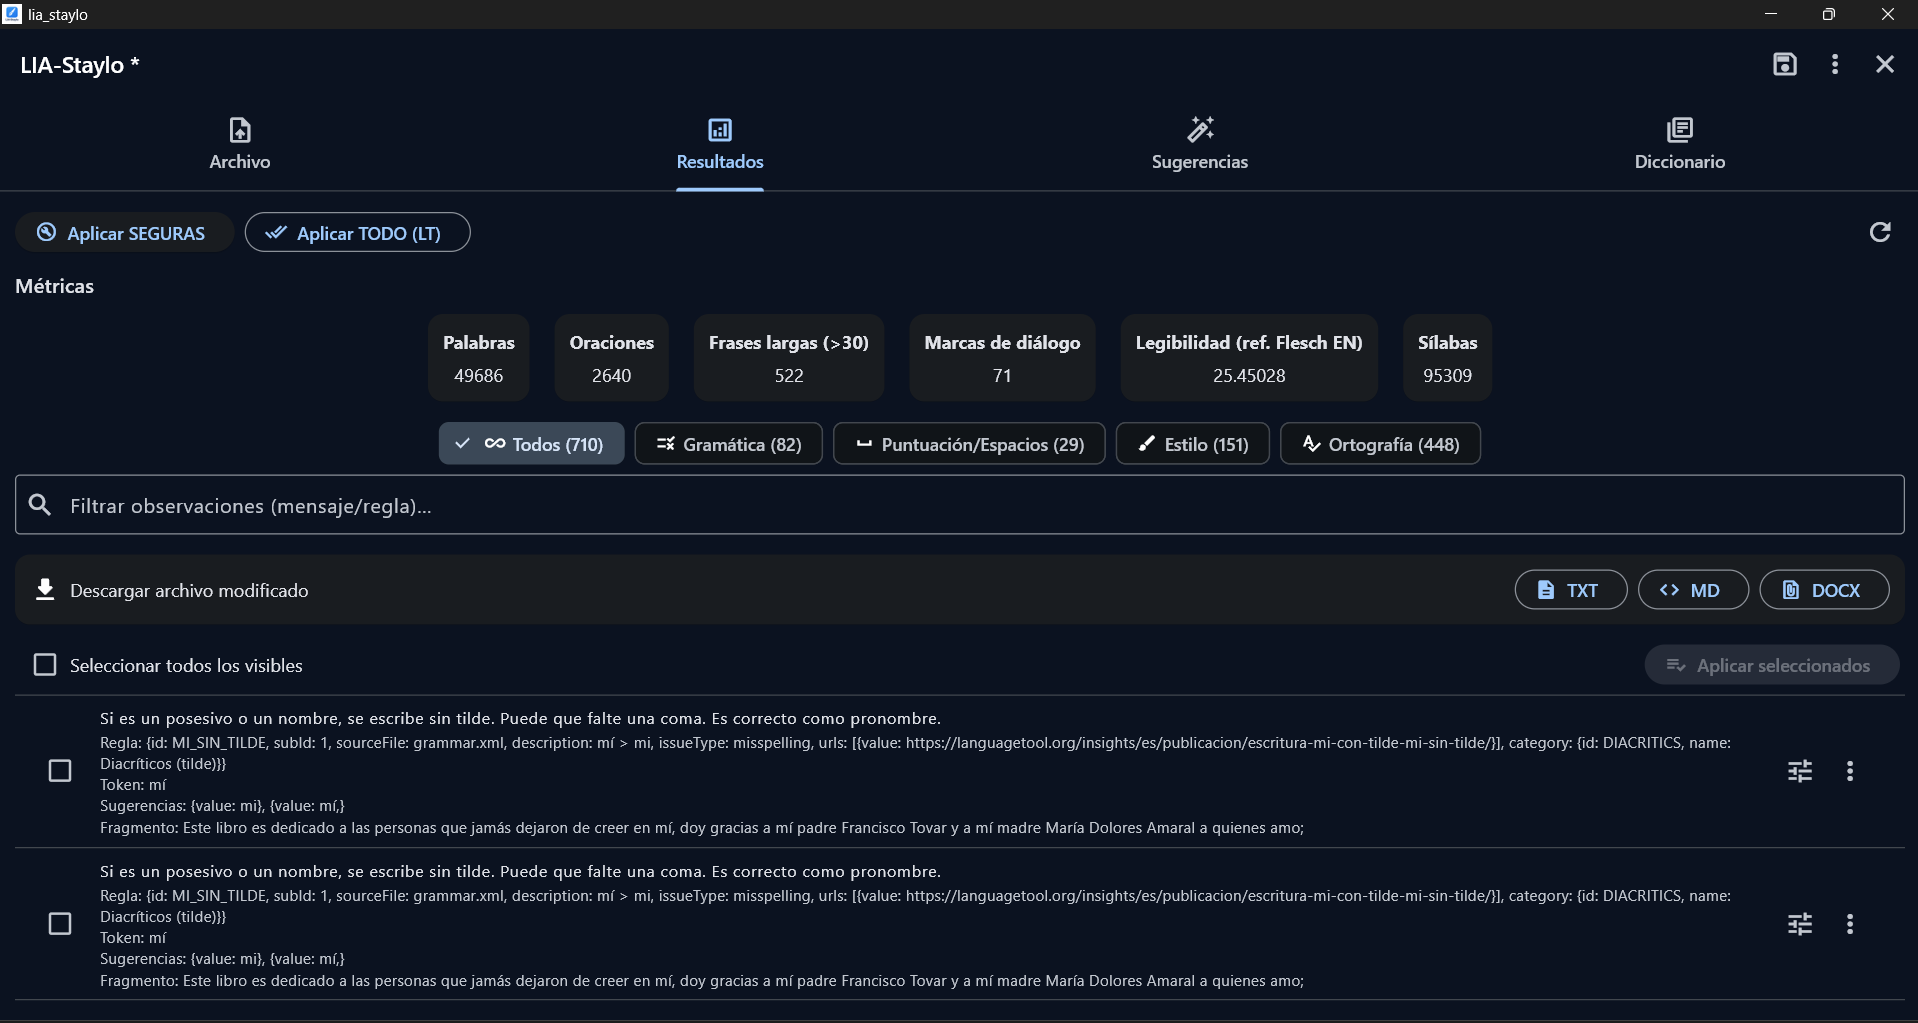 lia_staylo
LIA-Staylo *
Archivo
Resultados
Sugerencias
Diccionario
Aplicar SEGURAS
Aplicar TODO (LT)
Métricas
Palabras
49686
Oraciones
2640
Frases largas (>30)
522
Marcas de diálogo
71
Legibilidad (ref. Flesch EN)
25.45028
Sílabas
95309
Todos (710)
Gramática (82)
Puntuación/Espacios (29)
Estilo (151)
Ortografía (448)
Filtrar observaciones (mensaje/regla)...
Descargar archivo modificado
TXT
MD
DOCX
Seleccionar todos los visibles
Aplicar seleccionados
Si es un posesivo o un nombre, se escribe sin tilde. Puede que falte una coma. Es correcto como pronombre.
Regla: {id: MI_SIN_TILDE, subId: 1, sourceFile: grammar.xml, description: mí > mi, issueType: misspelling, urls: [{value: https://languagetool.org/insights/es/publicacion/escritura-mi-con-tilde-mi-sin-tilde/}], category: {id: DIACRITICS, name:
Diacríticos (tilde)}}
Token: mí
Sugerencias: {value: mi}, {value: mí,}
Fragmento: Este libro es dedicado a las personas que jamás dejaron de creer en mí, doy gracias a mí padre Francisco Tovar y a mí madre María Dolores Amaral a quienes amo;
Si es un posesivo o un nombre, se escribe sin tilde. Puede que falte una coma. Es correcto como pronombre.
Regla: {id: MI_SIN_TILDE, subId: 1, sourceFile: grammar.xml, description: mí > mi, issueType: misspelling, urls: [{value: https://languagetool.org/insights/es/publicacion/escritura-mi-con-tilde-mi-sin-tilde/}], category: {id: DIACRITICS, name:
Diacríticos (tilde)}}
Token: mí
Sugerencias: {value: mi}, {value: mí,}
Fragmento: Este libro es dedicado a las personas que jamás dejaron de creer en mí, doy gracias a mí padre Francisco Tovar y a mí madre María Dolores Amaral a quienes amo;